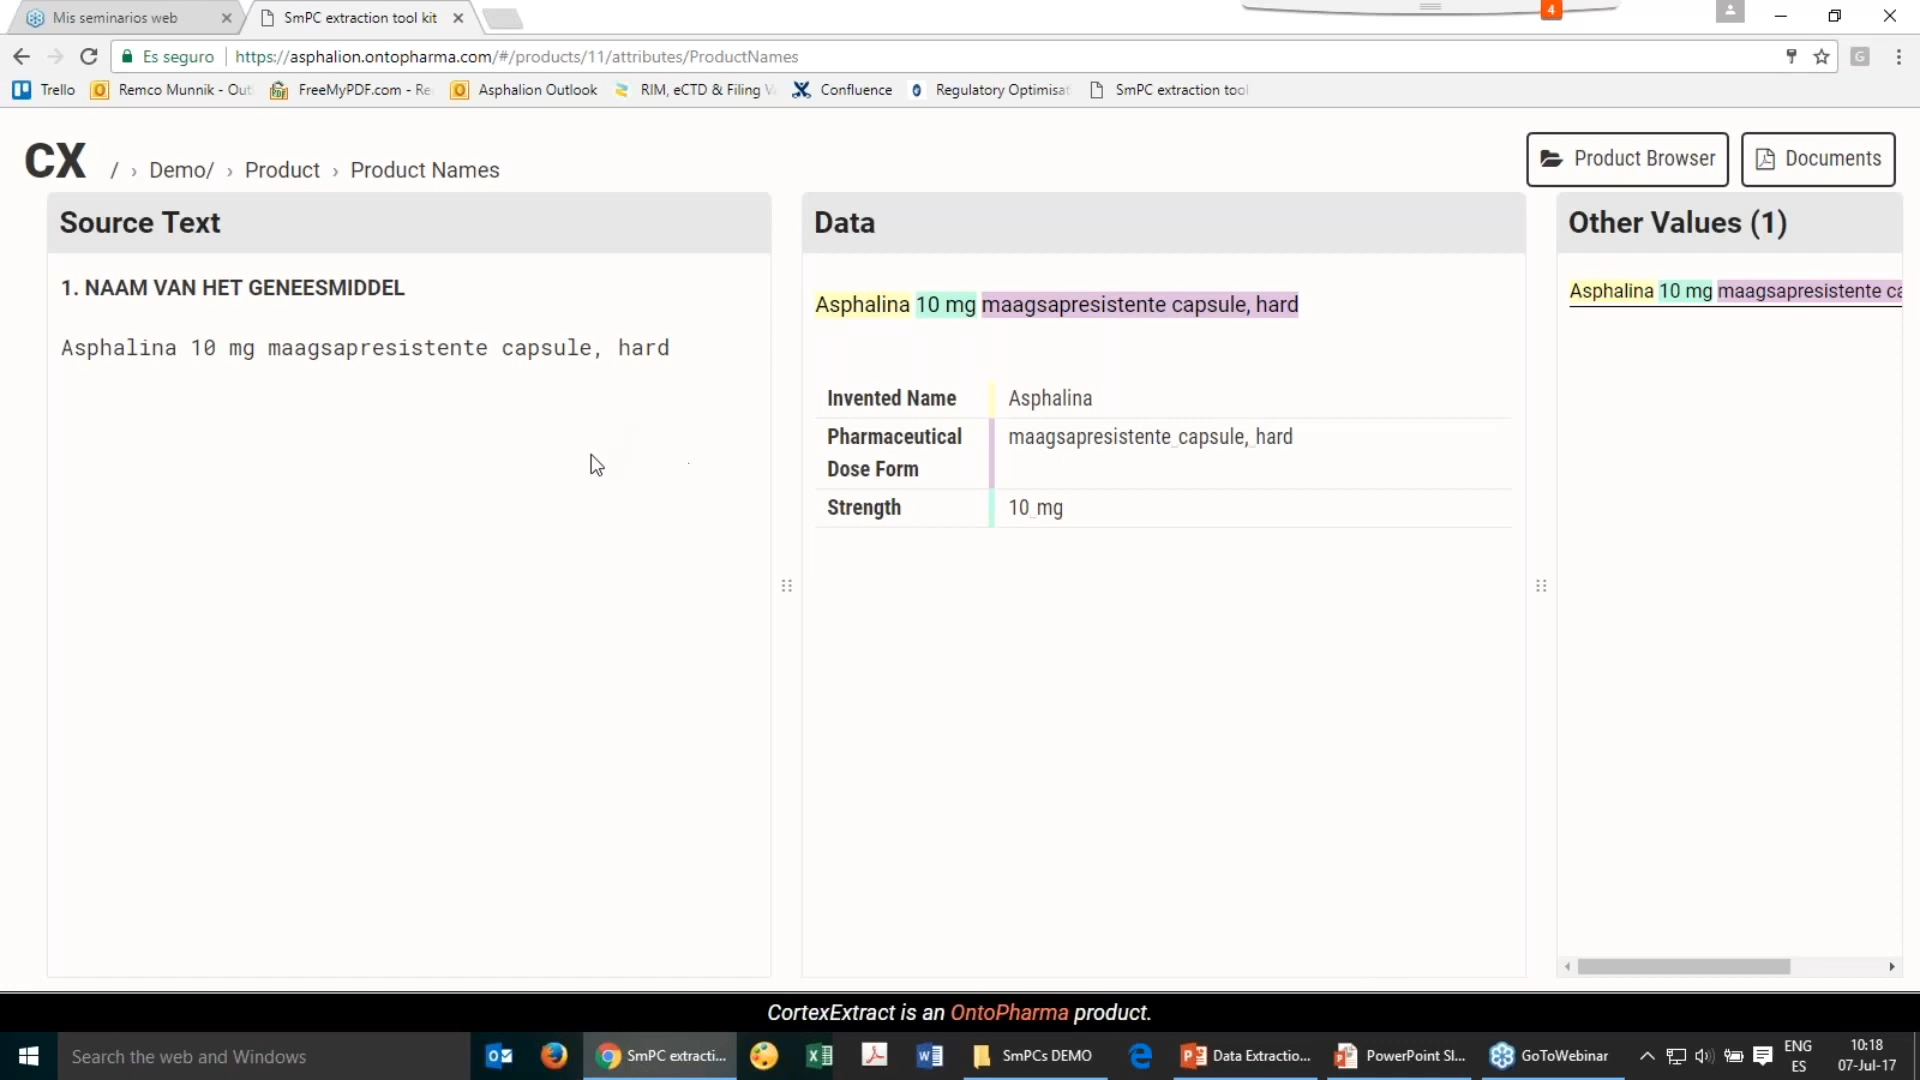 Mis seminarios web
SmPC extraction tool kit
4
Es seguro
https://asphalion.ontopharma.com/#/products/11/attributes/ProductNames
Trello
Remco Munnik - Out
FreeMyPDF.com - Re
Asphalion Outlook
RIM, eCTD & Filing V
Confluence
Regulatory Optimisat
SmPC extraction tool
CX / › Demo/ › Product › Product Names
Product Browser
Documents
Source Text
1. NAAM VAN HET GENEESMIDDEL
Asphalina 10 mg maagsapresistente capsule, hard
Data
Asphalina 10 mg maagsapresistente capsule, hard
Invented Name Asphalina
Pharmaceutical maagsapresistente_capsule,_hard
Dose Form
Strength 10_mg
Other Values (1)
Asphalina 10 mg maagsapresistente ca
CortexExtract is an OntoPharma product.
Search the web and Windows
SmPC extracti...
SmPCs DEMO
Data Extractio...
PowerPoint Sl...
GoToWebinar
ENG
ES
10:18
07-Jul-17